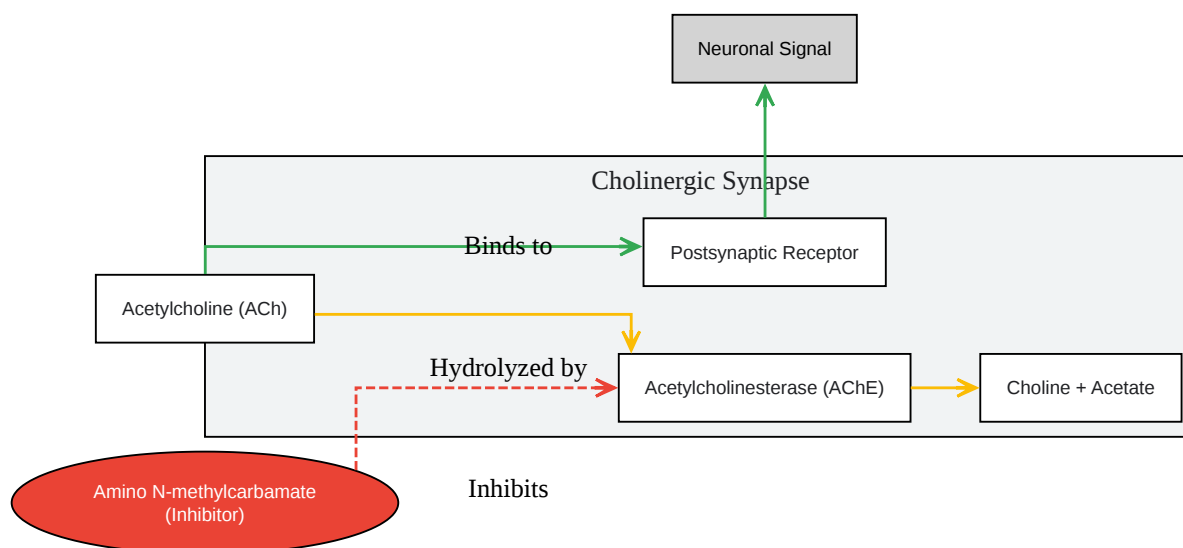 Neuronal Signal
Cholinergic Synapse
Binds to
Postsynaptic Receptor
Acetylcholine (ACh)
Hydrolyzed by
Acetylcholinesterase (AChE)
Choline + Acetate
Amino N-methylcarbamate
(Inhibitor)
Inhibits